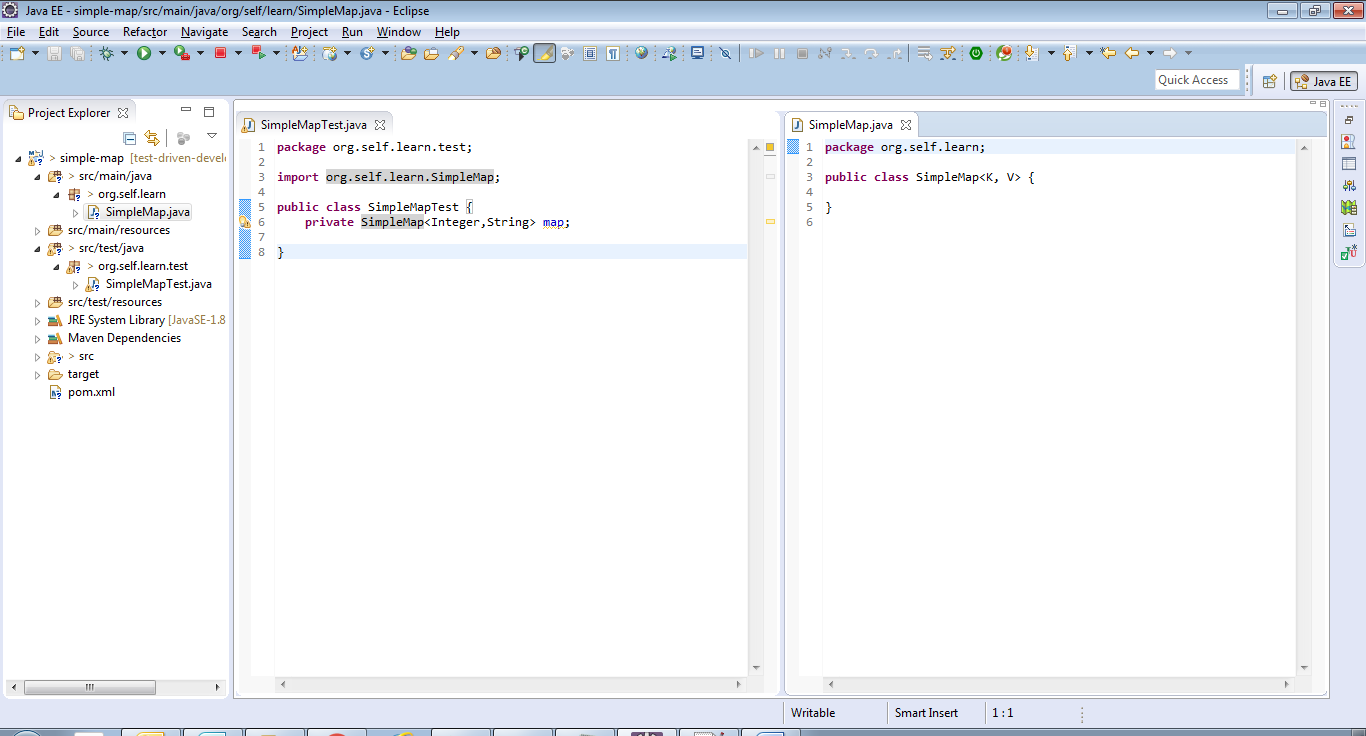 Java EE - simple-map/src/main/java/org/self/learn/SimpleMap.java - Eclipse
File Edit Source Refactor Navigate Search Project Run Window Help
Quick Access
Java EE
Project Explorer
> simple-map [test-driven-devel
> src/main/java
> org.self.learn
SimpleMap.java
src/main/resources
> src/test/java
> org.self.learn.test
SimpleMapTest.java
src/test/resources
JRE System Library [JavaSE-1.8
Maven Dependencies
> src
target
pom.xml
SimpleMapTest.java
1 package org.self.learn.test;
2
3 import org.self.learn.SimpleMap;
4
5 public class SimpleMapTest {
6 private SimpleMap<Integer,String> map;
7
8 }
SimpleMap.java
1 package org.self.learn;
2
3 public class SimpleMap<K, V> {
4
5 }
6
Writable
Smart Insert
1 : 1